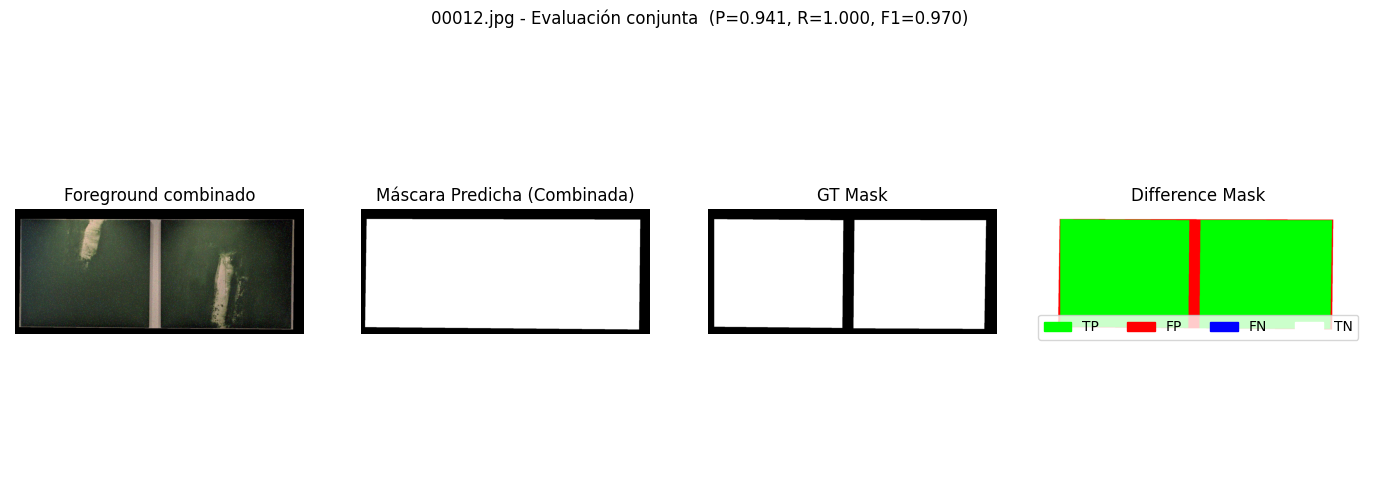 00012.jpg - Evaluación conjunta  (P=0.941, R=1.000, F1=0.970)
Foreground combinado
Máscara Predicha (Combinada)
GT Mask
Difference Mask
TP
FP
FN
TN